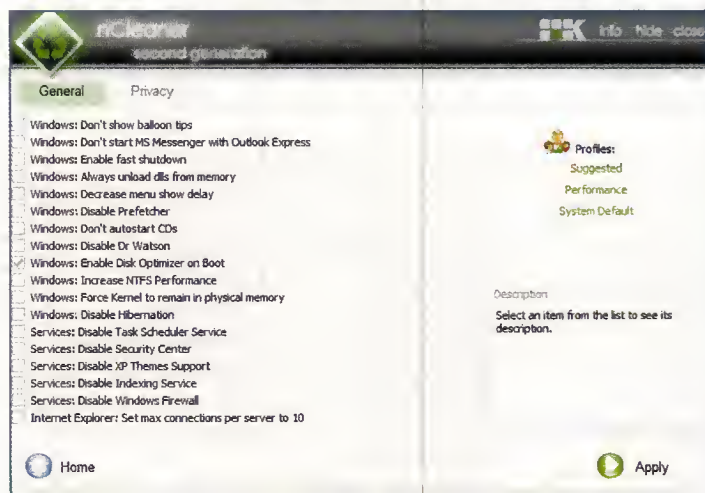 nCleaner
second generation
info hide close
General Privacy
Windows: Don't show balloon tips
Windows: Don't start MS Messenger with Outlook Express
Windows: Enable fast shutdown
Windows: Always unload dlls from memory
Windows: Decrease menu show delay
Windows: Disable Prefetcher
Windows: Don't autostart CDs
Windows: Disable Dr Watson
Windows: Enable Disk Optimizer on Boot
Windows: Increase NTFS Performance
Windows: Force Kernel to remain in physical memory
Windows: Disable Hibernation
Services: Disable Task Scheduler Service
Services: Disable Security Center
Services: Disable XP Themes Support
Services: Disable Indexing Service
Services: Disable Windows Firewall
Internet Explorer: Set max connections per server to 10
Profiles:
Suggested
Performance
System Default
Description
Select an item from the list to see its
description.
Home
Apply